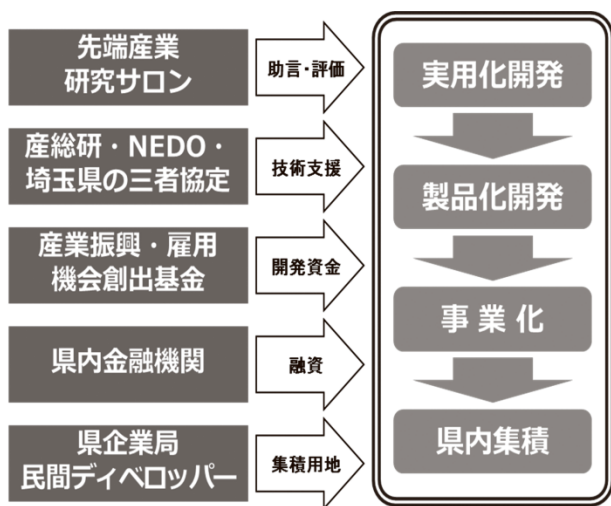 先端産業
研究サロン
助言・評価
産総研・NEDO・
埼玉県の三者協定
技術支援
産業振興・雇用
機会創出基金
開発資金
県内金融機関
融資
県企業局
民間ディベロッパー
集積用地
実用化開発
製品化開発
事業化
県内集積